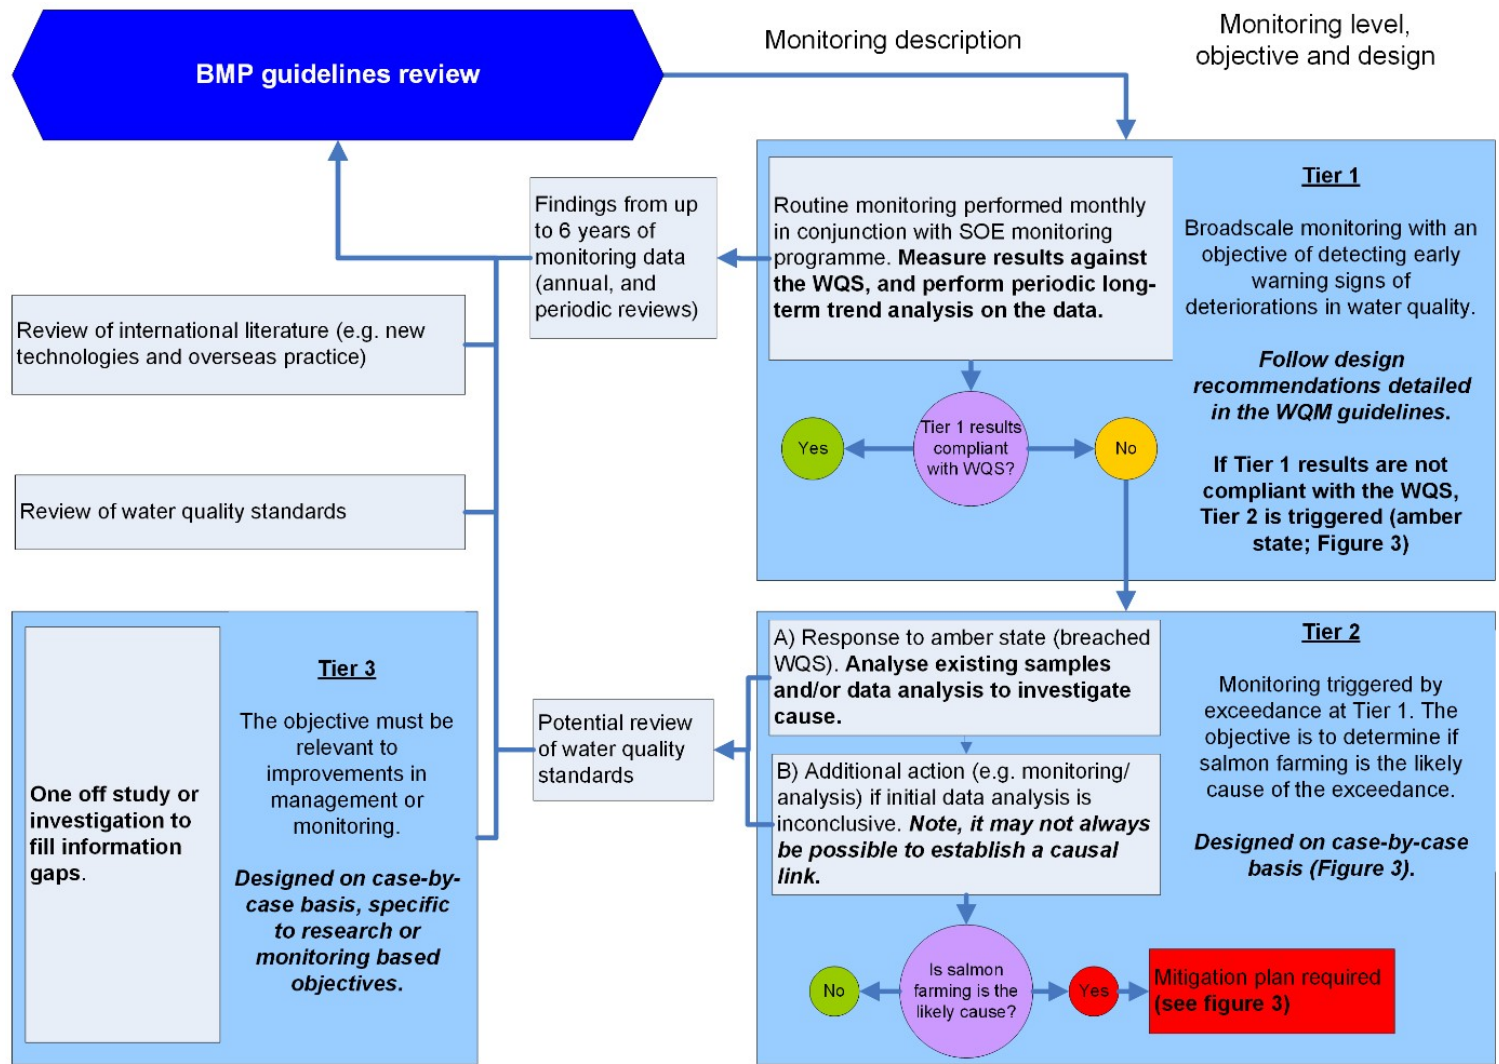 BMP guidelines review
Monitoring description
Monitoring level,
objective and design
Findings from up
to 6 years of
monitoring data
(annual, and
periodic reviews)
Routine monitoring performed monthly
in conjunction with SOE monitoring
programme. Measure results against
the WQS, and perform periodic long-
term trend analysis on the data.
Tier 1 results
compliant
with WQS?
Yes
No
Tier 1
Broadscale monitoring with an
objective of detecting early
warning signs of
deteriorations in water quality.
Follow design
recommendations detailed
in the WQM guidelines.
If Tier 1 results are not
compliant with the WQS,
Tier 2 is triggered (amber
state; Figure 3)
Review of international literature (e.g. new
technologies and overseas practice)
Review of water quality standards
One off study or
investigation to
fill information
gaps.
Tier 3
The objective must be
relevant to
improvements in
management or
monitoring.
Designed on case-by-
case basis, specific
to research or
monitoring based
objectives.
Potential review
of water quality
standards
A) Response to amber state (breached
WQS). Analyse existing samples
and/or data analysis to investigate
cause.
B) Additional action (e.g. monitoring/
analysis) if initial data analysis is
inconclusive. Note, it may not always
be possible to establish a causal
link.
Is salmon
farming is the
likely cause?
No
Yes
Mitigation plan required
(see figure 3)
Tier 2
Monitoring triggered by
exceedance at Tier 1. The
objective is to determine if
salmon farming is the likely
cause of the exceedance.
Designed on case-by-case
basis (Figure 3).